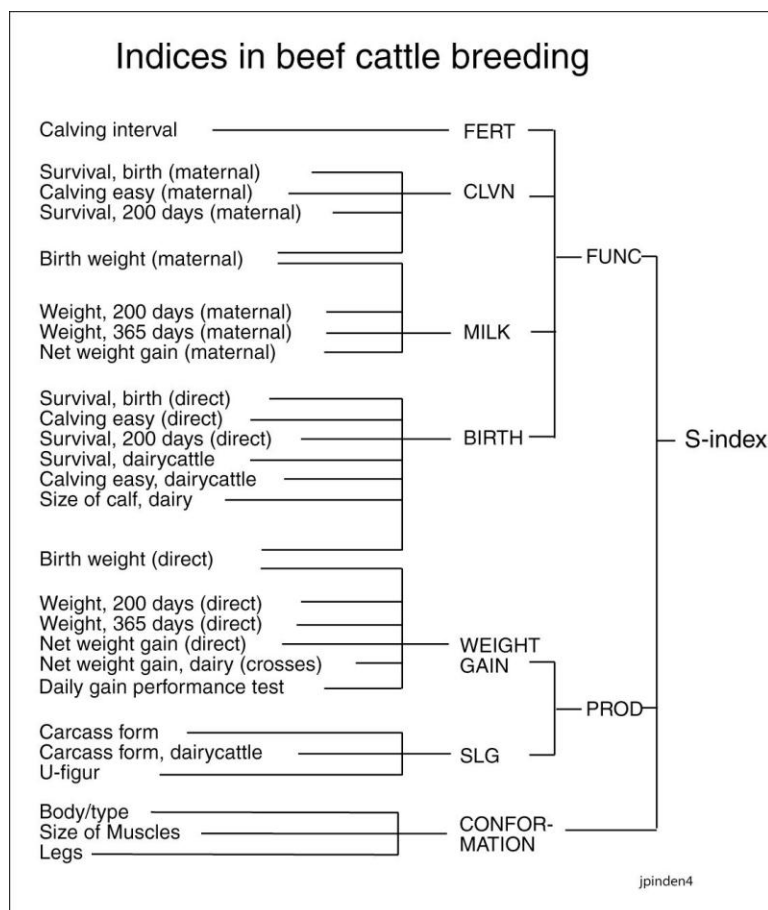 Indices in beef cattle breeding
Calving interval
FERT
Survival, birth (maternal)
Calving easy (maternal)
CLVN
Survival, 200 days (maternal)
Birth weight (maternal)
FUNC
Weight, 200 days (maternal)
Weight, 365 days (maternal)
MILK
Net weight gain (maternal)
Survival, birth (direct)
Calving easy (direct)
Survival, 200 days (direct)
BIRTH
S-index
Survival, dairycattle
Calving easy, dairycattle
Size of calf, dairy
Birth weight (direct)
Weight, 200 days (direct)
Weight, 365 days (direct)
Net weight gain (direct)
WEIGHT
GAIN
Net weight gain, dairy (crosses)
Daily gain performance test
PROD
Carcass form
Carcass form, dairycattle
SLG
U-figur
Body/type
Size of Muscles
CONFOR-
MATION
Legs
jpinden4